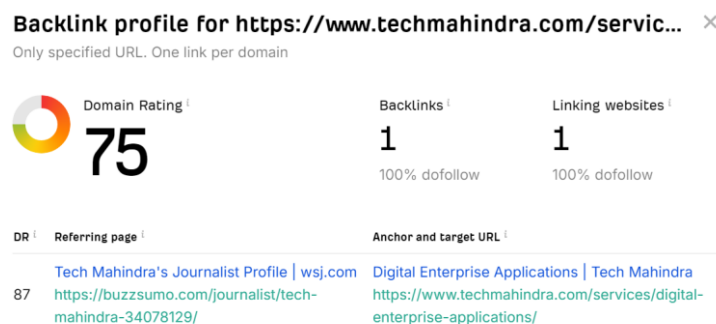 Backlink profile for https://www.techmahindra.com/servic...
Only specified URL. One link per domain
Domain Rating i
75
Backlinks i
1
100% dofollow
Linking websites i
1
100% dofollow
DR i Referring page i Anchor and target URL i
87
Tech Mahindra's Journalist Profile | wsj.com
https://buzzsumo.com/journalist/tech-
mahindra-34078129/
Digital Enterprise Applications | Tech Mahindra
https://www.techmahindra.com/services/digital-
enterprise-applications/